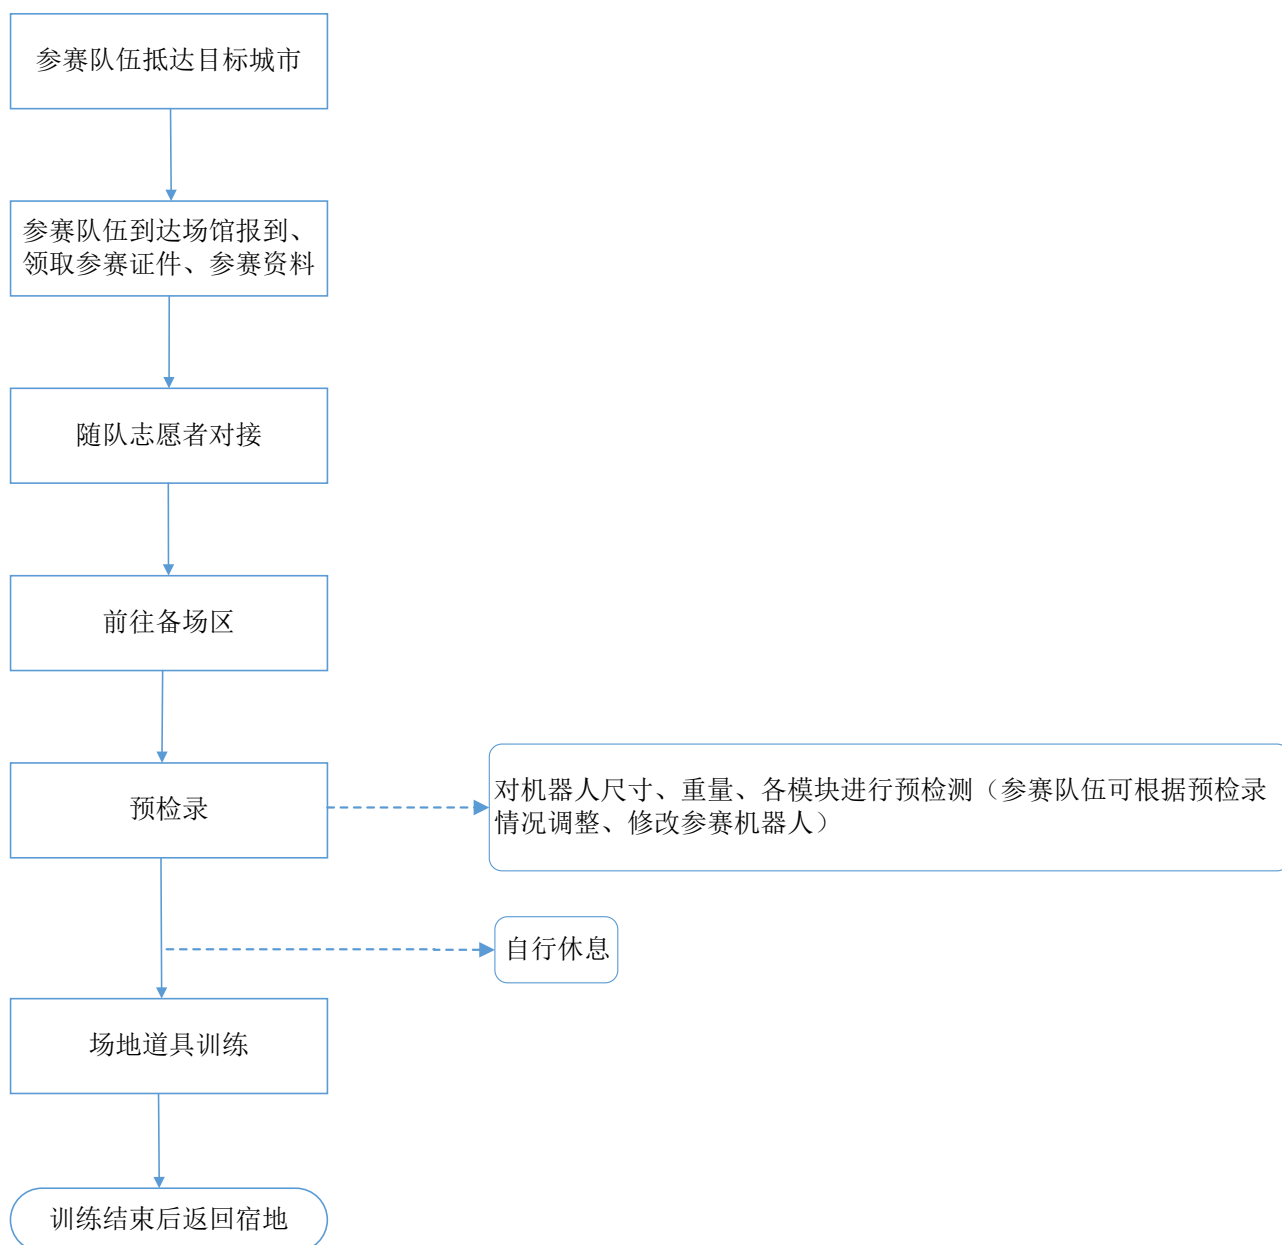 参赛队伍抵达目标城市
参赛队伍到达场馆报到、
领取参赛证件、参赛资料
随队志愿者对接
前往备场区
预检录
对机器人尺寸、重量、各模块进行预检测（参赛队伍可根据预检录
情况调整、修改参赛机器人）
自行休息
场地道具训练
训练结束后返回宿地